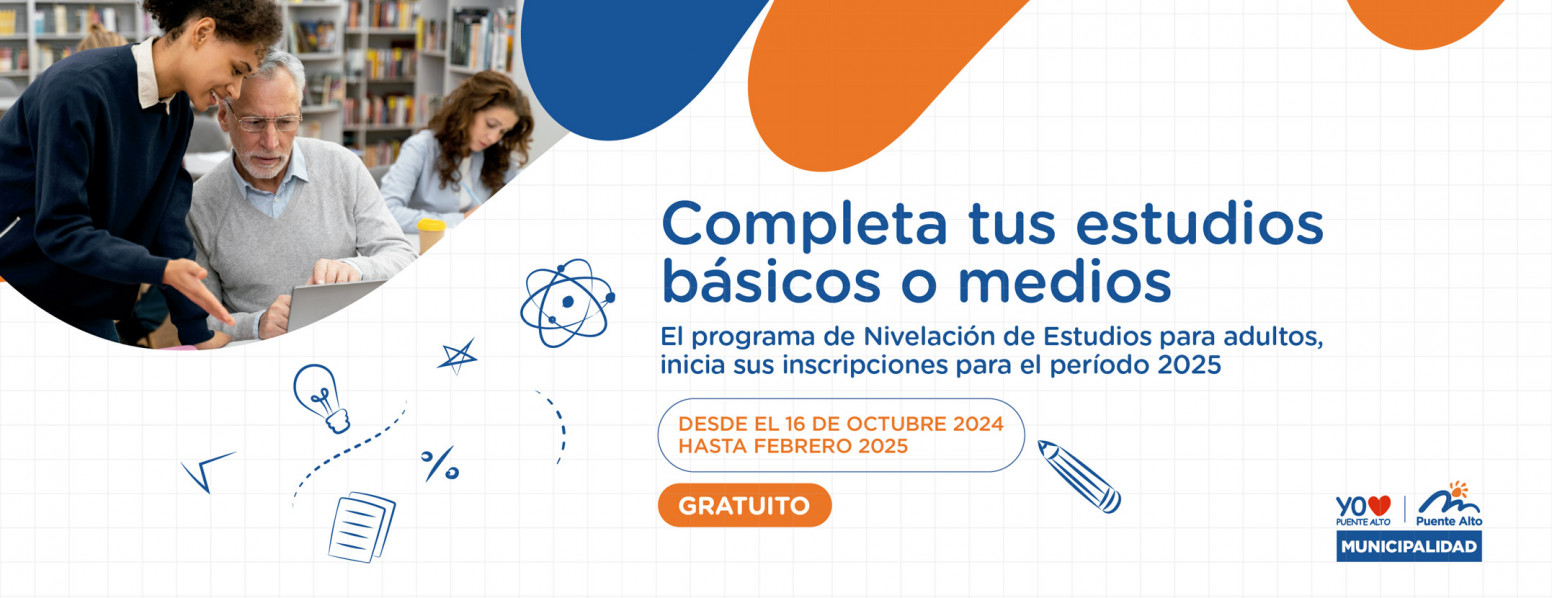 Completa tus estudios
básicos o medios
El programa de Nivelación de Estudios para adultos,
inicia sus inscripciones para el período 2025
DESDE EL 16 DE OCTUBRE 2024
HASTA FEBRERO 2025
GRATUITO
YO
PUENTE ALTO
Puente Alto
MUNICIPALIDAD